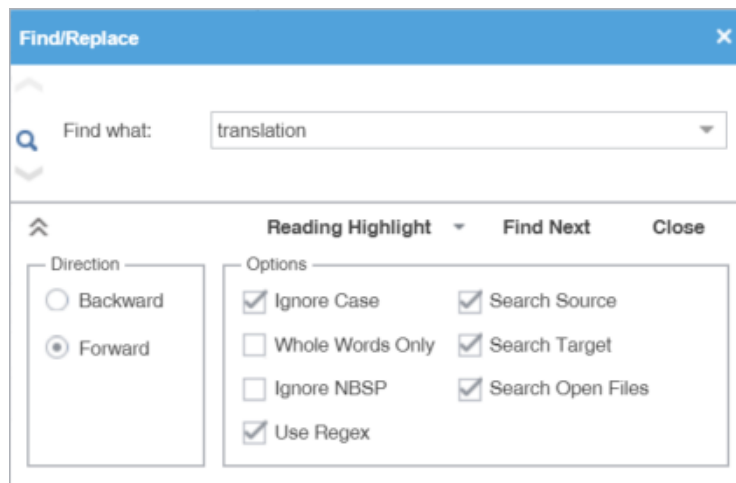 Find/Replace
Find what:
translation
Reading Highlight
Find Next
Close
Direction
Backward
Forward
Options
Ignore Case
Search Source
Whole Words Only
Search Target
Ignore NBSP
Search Open Files
Use Regex